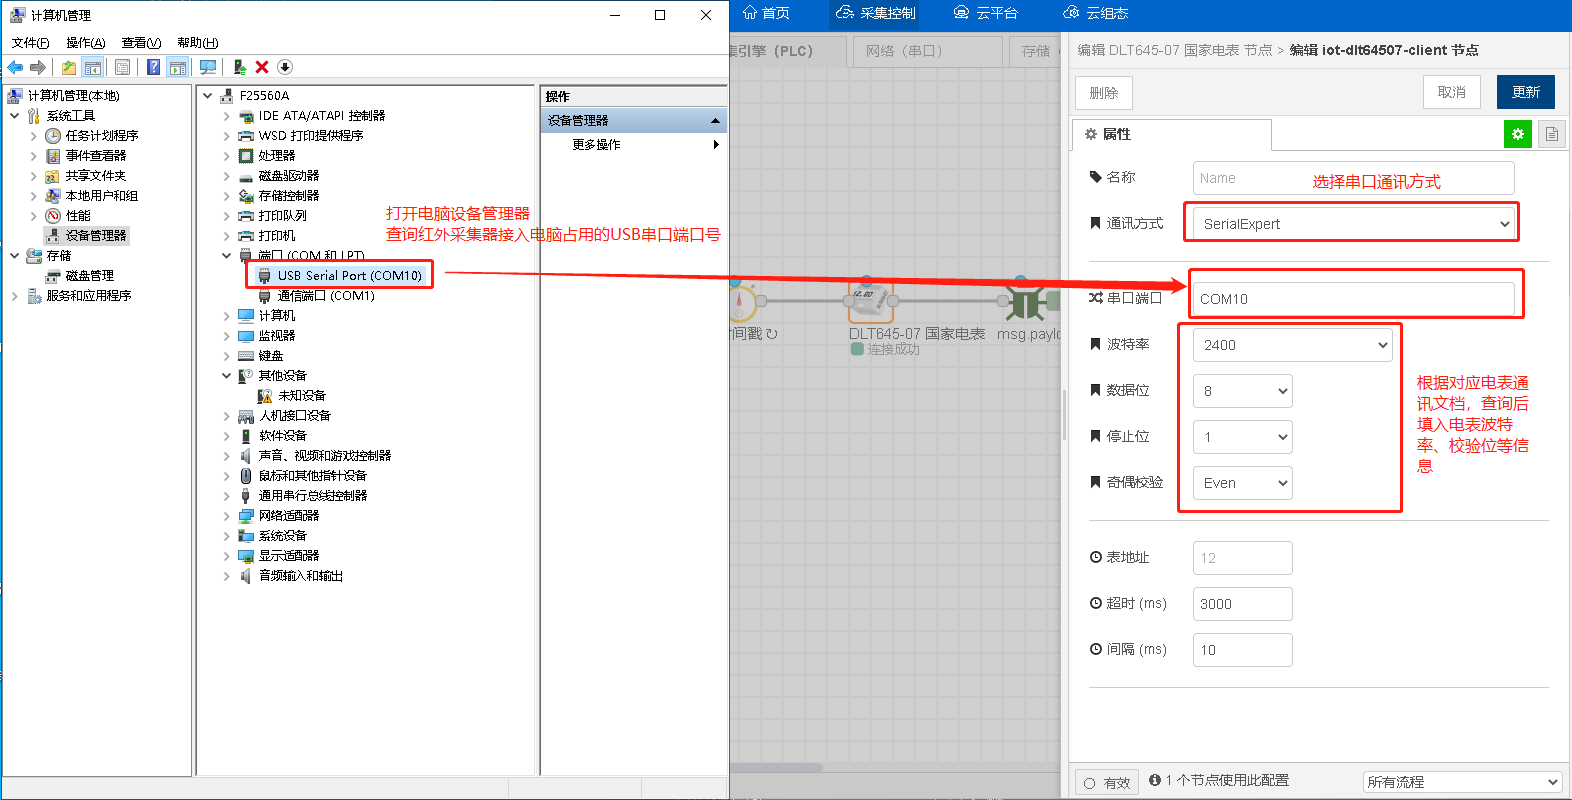 计算机管理
文件(F) 操作(A) 查看(V) 帮助(H)
计算机管理(本地)
系统工具
任务计划程序
事件查看器
共享文件夹
本地用户和组
性能
设备管理器
存储
磁盘管理
服务和应用程序
F25560A
IDE ATA/ATAPI 控制器
WSD 打印提供程序
处理器
磁盘驱动器
存储控制器
打印队列
打印机
端口 (COM 和 LPT)
USB Serial Port (COM10)
通信端口 (COM1)
计算机
监视器
键盘
其他设备
未知设备
人机接口设备
软件设备
声音、视频和游戏控制器
鼠标和其他指针设备
通用串行总线控制器
网络适配器
系统设备
显示适配器
音频输入和输出
打开电脑设备管理器
查询红外采集器接入电脑占用的USB串口端口号
操作
设备管理器
更多操作
首页 采集控制 云平台 云组态
集引擎 (PLC) 网络 (串口) 存储
间戳 ↻
DLT645-07 国家电表
连接成功
msg.paylo
编辑 DLT645-07 国家电表 节点 > 编辑 iot-dlt64507-client 节点
删除 取消 更新
属性
名称 Name
选择串口通讯方式
通讯方式 SerialExpert
串口端口 COM10
波特率 2400
数据位 8
停止位 1
奇偶校验 Even
根据对应电表通
讯文档，查询后
填入电表波特
率、校验位等信
息
表地址 12
超时 (ms) 3000
间隔 (ms) 10
有效 1 个节点使用此配置 所有流程